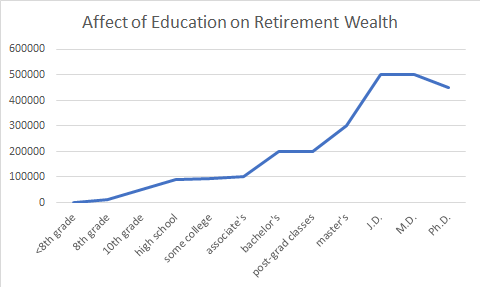 Affect of Education on Retirement Wealth
600000
500000
400000
300000
200000
100000
0
<8th grade
8th grade
10th grade
high school
some college
associate's
bachelor's
post-grad classes
master's
J.D.
M.D.
Ph.D.